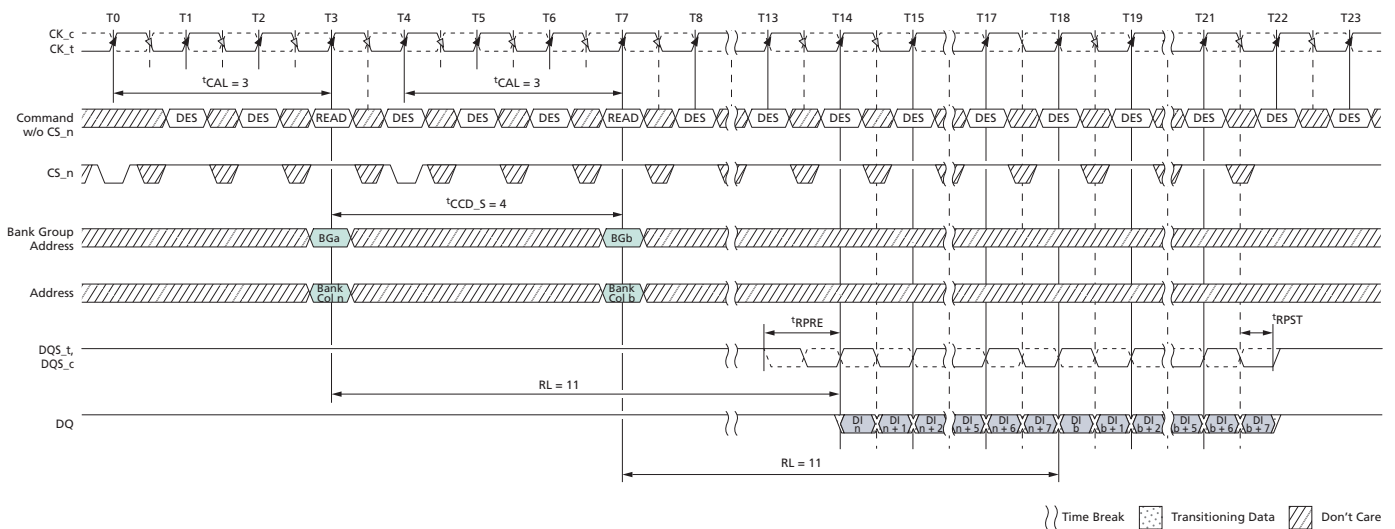 T0 T1 T2 T3 T4 T5 T6 T7 T8 T13 T14 T15 T17 T18 T19 T21 T22 T23
CK_c
CK_t
tCAL = 3 tCAL = 3
Command
w/o CS_n
DES DES READ DES DES DES READ DES DES DES DES DES DES DES DES DES DES
CS_n
tCCD_S = 4
Bank Group
Address
BGa BGb
Address
Bank
Col n
Bank
Col b
tRPRE tRPST
DQS_t,
DQS_c
RL = 11
DQ
DI
n
DI
n + 1
DI
n + 2
DI
n + 5
DI
n + 6
DI
n + 7
DI
b
DI
b + 1
DI
b + 2
DI
b + 5
DI
b + 6
DI
b + 7
RL = 11
Time Break Transitioning Data Don't Care